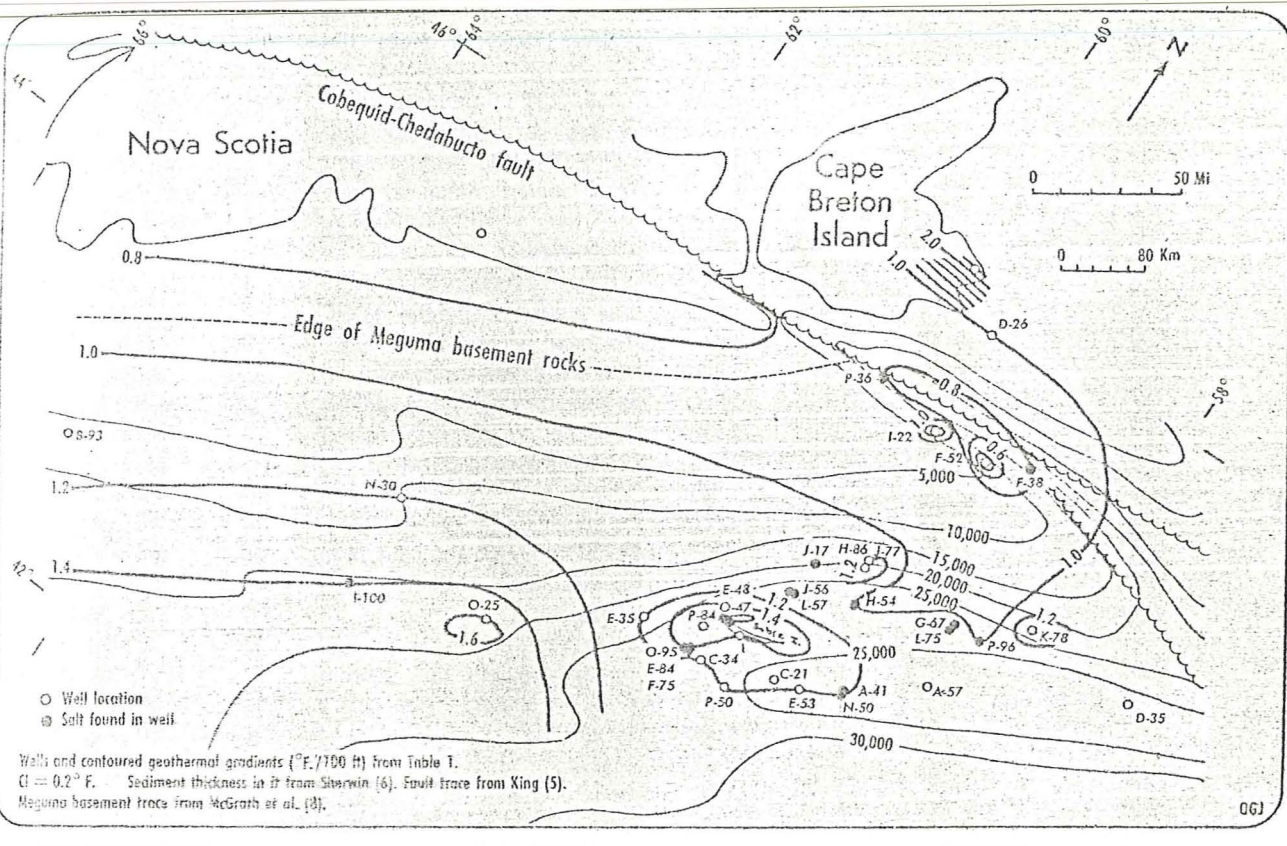 66°
46°
64°
62°
60°
N
44°
Cobequid-Chedabucto fault
Nova Scotia
Cape
Breton
Island
0 50 Mi
0 80 Km
2.0
1.0
0.8
D-26
Edge of Meguma basement rocks
1.0
P-36
0.8
58°
S-93
I-22
F-52
0.6
F-38
5,000
1.2
N-30
10,000
1.0
15,000
20,000
25,000
J-17
H-86
J-77
1.2
1.4
I-100
J-56
L-57
E-48
1.2
H-54
O-47
1.4
P-84
E-35
O-25
1.6
G-67
L-75
P-96
1.2
K-78
25,000
O-95
E-84
F-75
C-34
C-21
P-50
E-53
A-41
N-50
A-57
D-35
30,000
Well location
Salt found in well
Wells and contoured geothermal gradients (°F./100 ft) from Table 1.
CI = 0.2° F. Sediment thickness in ft from Sherwin (6). Fault trace from King (5).
Meguma basement trace from McGrath et al. (8).
OGJ